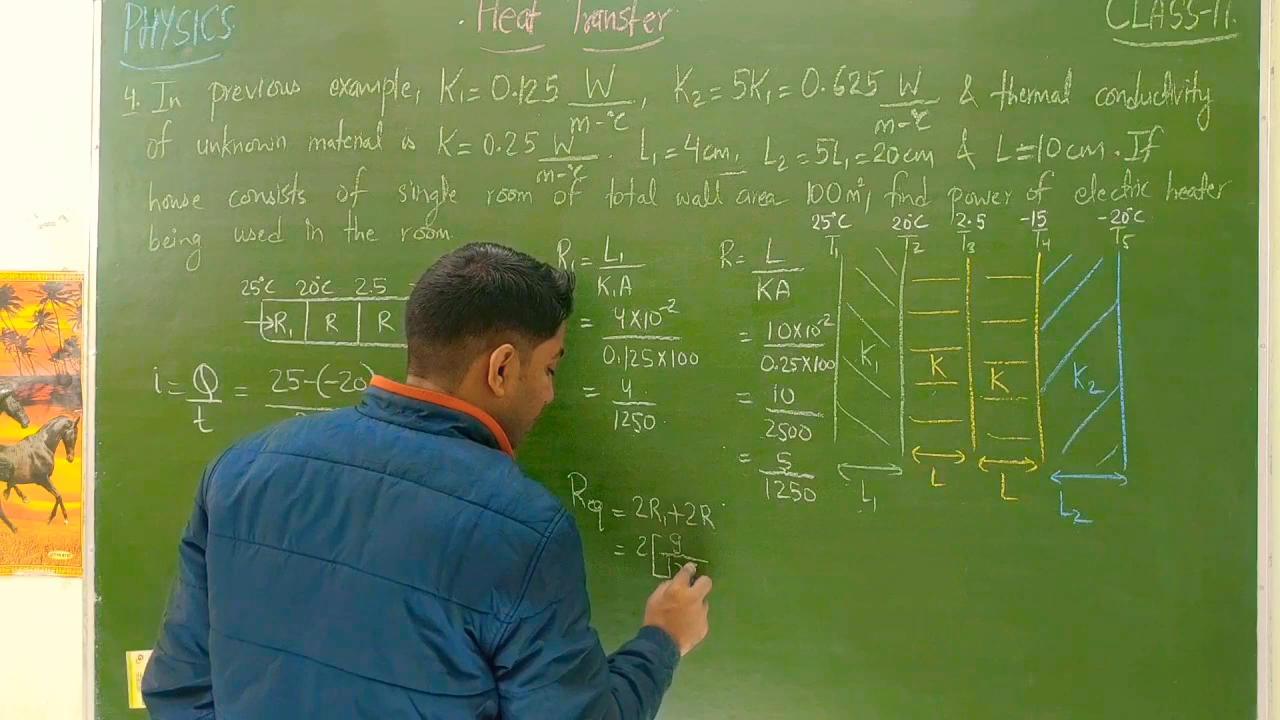 PHYSICS
Heat Transfer
CLASS-11.
4. In previous example, K₁ = 0.125 W/m-°C, K₂ = 5K₁ = 0.625 W/m-°C & thermal conductivity
of unknown material is K = 0.25 W/m-°C. L₁ = 4cm, L₂ = 5L₁ = 20cm & L = 10cm. If
house consists of single room of total wall area 100m², find power of electric heater
being used in the room
25°C 20°C 2.5
R₁ R R
i = Q/t = 25-(-20)
R₁ = L₁/K₁A
= 4×10⁻²/0.125×100
= 4/1250
Req = 2R₁+2R
= 2[9
R = L/KA
= 10×10⁻²/0.25×100
= 10/2500
= 5/1250
25°C 20°C 2.5 -15 -20°C
T₁ T₂ T₃ T₄ T₅
K₁ K K K₂
L₁ L L L₂